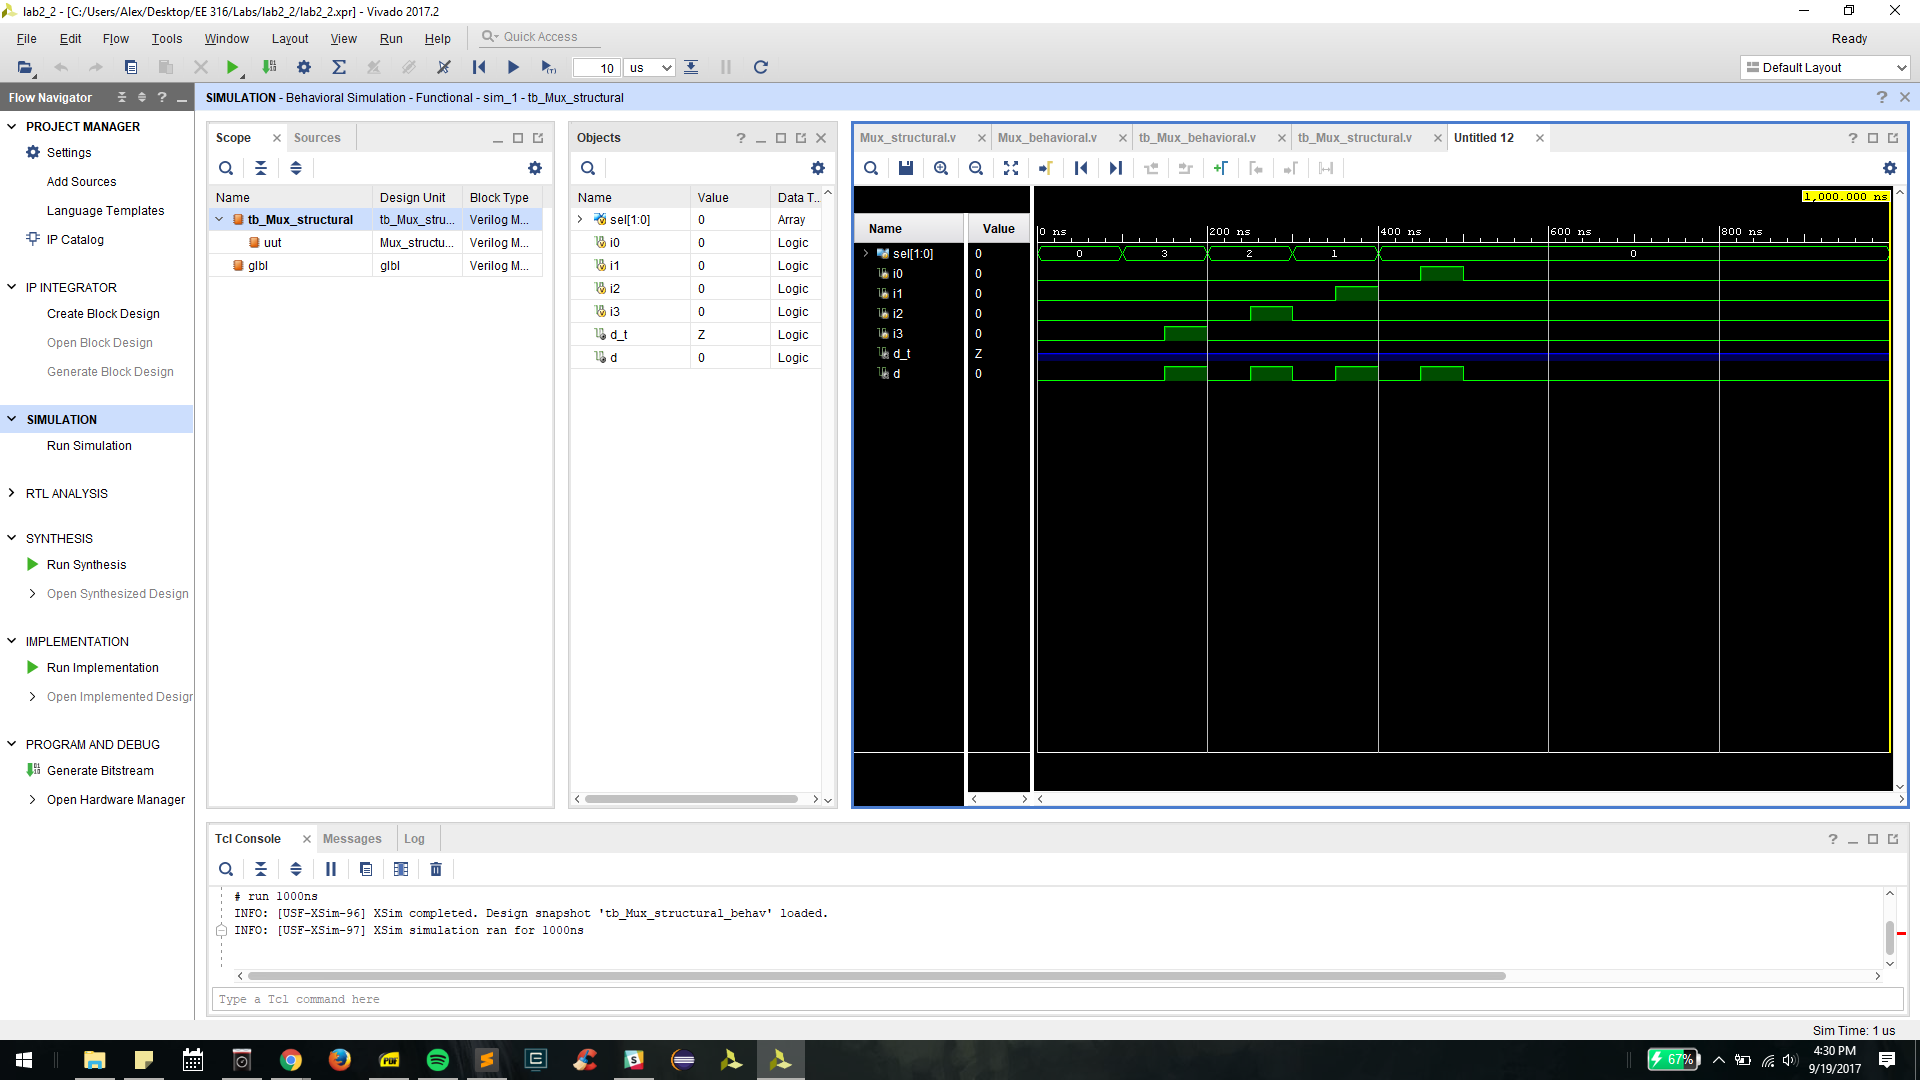 lab2_2 - [C:/Users/Alex/Desktop/EE 316/Labs/lab2_2/lab2_2.xpr] - Vivado 2017.2
File Edit Flow Tools Window Layout View Run Help Quick Access Ready
10 us Default Layout
Flow Navigator
SIMULATION - Behavioral Simulation - Functional - sim_1 - tb_Mux_structural
PROJECT MANAGER
Settings
Add Sources
Language Templates
IP Catalog
IP INTEGRATOR
Create Block Design
Open Block Design
Generate Block Design
SIMULATION
Run Simulation
RTL ANALYSIS
SYNTHESIS
Run Synthesis
Open Synthesized Design
IMPLEMENTATION
Run Implementation
Open Implemented Design
PROGRAM AND DEBUG
Generate Bitstream
Open Hardware Manager
Scope Sources
Name Design Unit Block Type
tb_Mux_structural tb_Mux_stru... Verilog M...
uut Mux_structu... Verilog M...
glbl glbl Verilog M...
Objects
Name Value Data T...
sel[1:0] 0 Array
i0 0 Logic
i1 0 Logic
i2 0 Logic
i3 0 Logic
d_t Z Logic
d 0 Logic
Mux_structural.v Mux_behavioral.v tb_Mux_behavioral.v tb_Mux_structural.v Untitled 12
1,000.000 ns
Name Value
0 ns 200 ns 400 ns 600 ns 800 ns
sel[1:0] 0 0 3 2 1 0
i0 0
i1 0
i2 0
i3 0
d_t Z
d 0
Tcl Console Messages Log
# run 1000ns
INFO: [USF-XSim-96] XSim completed. Design snapshot 'tb_Mux_structural_behav' loaded.
INFO: [USF-XSim-97] XSim simulation ran for 1000ns
Type a Tcl command here
Sim Time: 1 us
PDF
67%
4:30 PM
9/19/2017